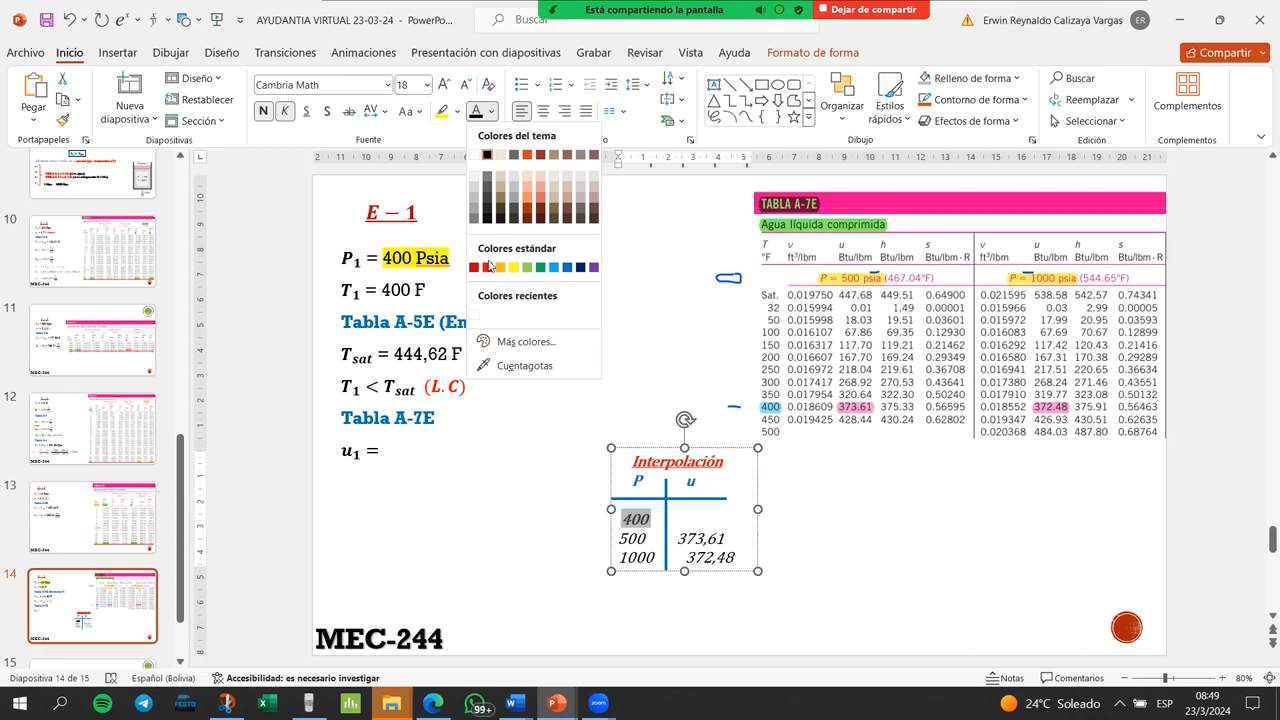 AYUDANTIA VIRTUAL 23-03-24 - PowerPo...
Buscar
Está compartiendo la pantalla
Dejar de compartir
Erwin Reynaldo Calizaya Vargas
ER
Archivo Inicio Insertar Dibujar Diseño Transiciones Animaciones Presentación con diapositivas Grabar Revisar Vista Ayuda Formato de forma
Compartir
Pegar
Nueva diapositiva
Diseño
Restablecer
Sección
Cambria Math 18
N K S S ab AV Aa A
Organizar
Estilos rápidos
Relleno de forma
Contorno de forma
Efectos de forma
Buscar
Reemplazar
Seleccionar
Complementos
Portapapeles Diapositivas Fuente Dibujo Edición Complementos
Colores del tema
Colores estándar
Colores recientes
Más colores...
Cuentagotas
10
11
12
13
14
15
E − 1
P1 = 400 Psia
T1 = 400 F
Tabla A-5E (En
Tsat = 444,62 F
T1 < Tsat (L.C)
Tabla A-7E
u1 =
Interpolación
P u
400
500 373,61
1000 372,48
TABLA A-7E
Agua líquida comprimida
T v u h s v u h s
°F ft³/lbm Btu/lbm Btu/lbm Btu/lbm · R ft³/lbm Btu/lbm Btu/lbm Btu/lbm · R
P = 500 psia (467.04°F) P = 1000 psia (544.65°F)
Sat. 0.019750 447.68 449.51 0.64900 0.021595 538.58 542.57 0.74341
32 0.015994 0.01 1.49 0.00001 0.015966 0.03 2.99 0.00005
50 0.015998 18.03 19.51 0.03601 0.015972 17.99 20.95 0.03593
100 0.016107 67.86 69.35 0.12930 0.016083 67.69 70.67 0.12899
150 0.016317 117.70 119.21 0.21462 0.016292 117.42 120.43 0.21416
200 0.016607 167.70 169.24 0.29349 0.016580 167.31 170.38 0.29289
250 0.016972 218.04 219.61 0.36708 0.016941 217.51 220.65 0.36634
300 0.017417 268.92 270.53 0.43641 0.017380 268.24 271.46 0.43551
350 0.017954 320.64 322.30 0.50240 0.017910 319.77 323.08 0.50132
400 0.018609 373.61 375.33 0.56595 0.018552 372.48 375.91 0.56463
450 0.019425 428.44 430.24 0.62802 0.019347 426.93 430.51 0.62635
500 0.020368 484.03 487.80 0.68764
MEC-244
Diapositiva 14 de 15
Español (Bolivia)
Accesibilidad: es necesario investigar
Notas
Comentarios
80%
99+
24°C Soleado
ESP
08:49
23/3/2024